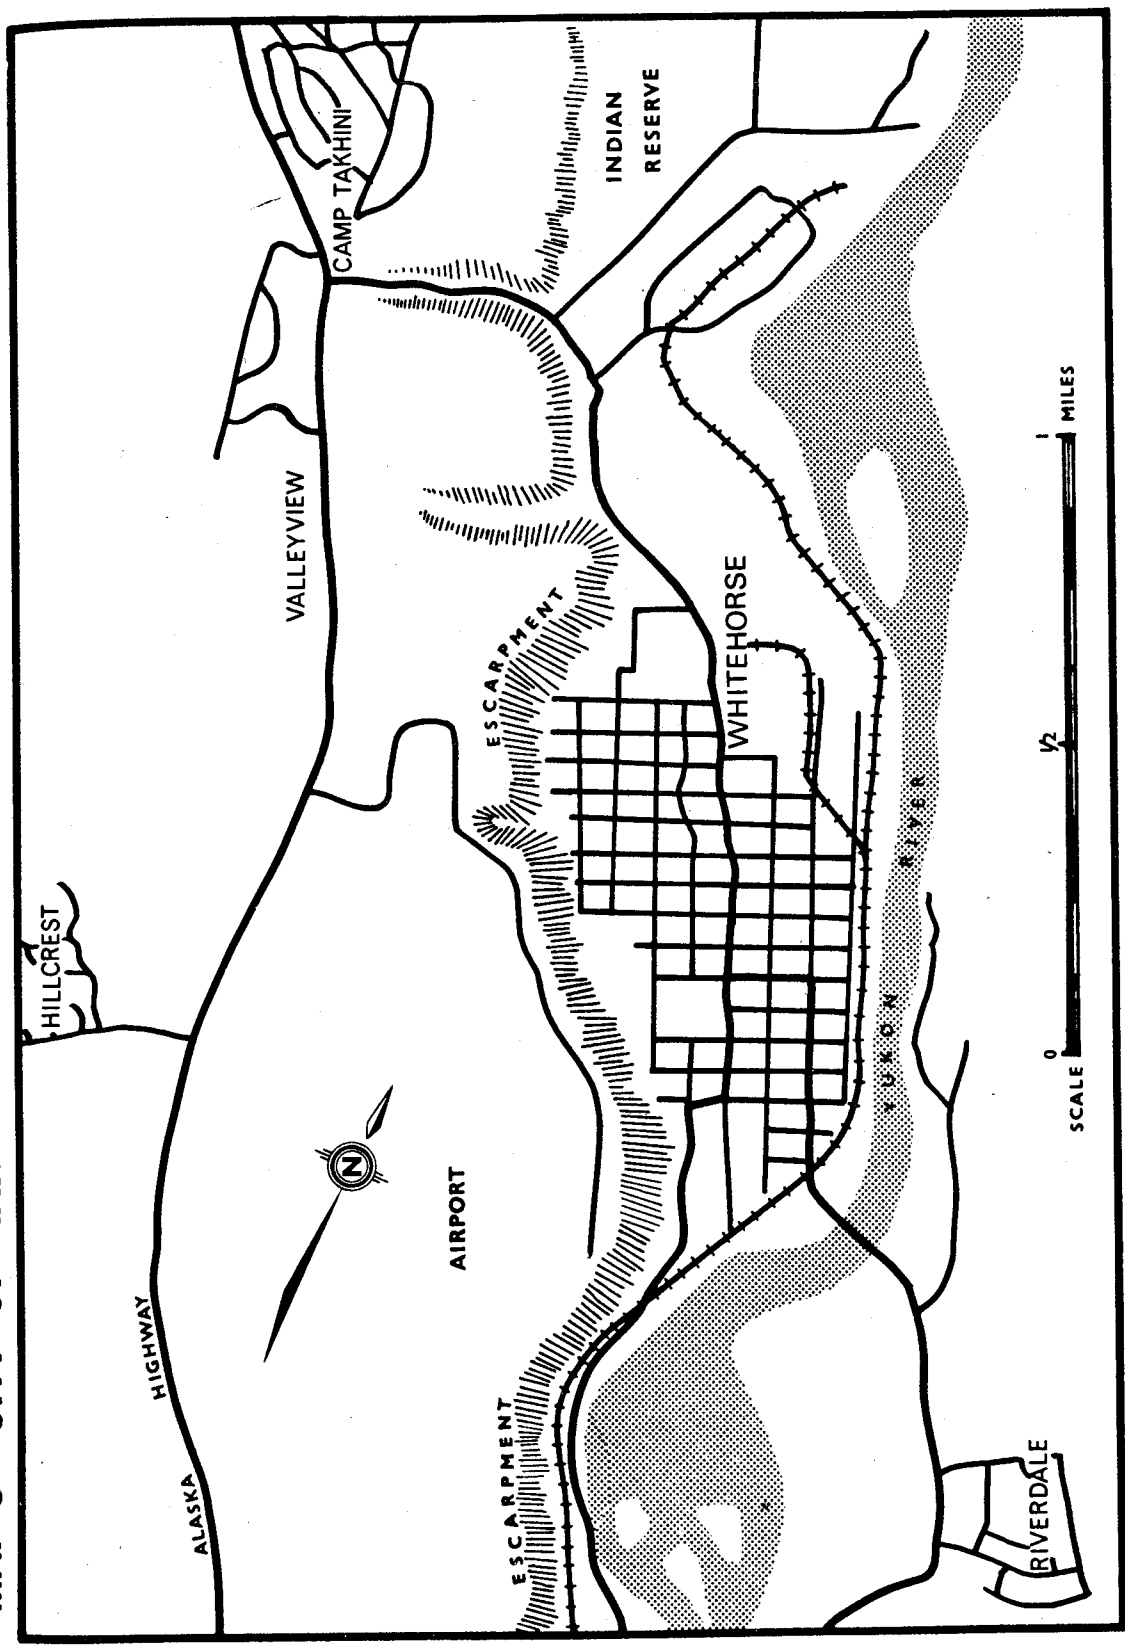 CAMP TAKHINI
INDIAN
RESERVE
VALLEYVIEW
HILLCREST
ESCARPMENT
WHITEHORSE
N
AIRPORT
ALASKA HIGHWAY
ESCARPMENT
YUKON RIVER
RIVERDALE
SCALE 0 1/2 1 MILES